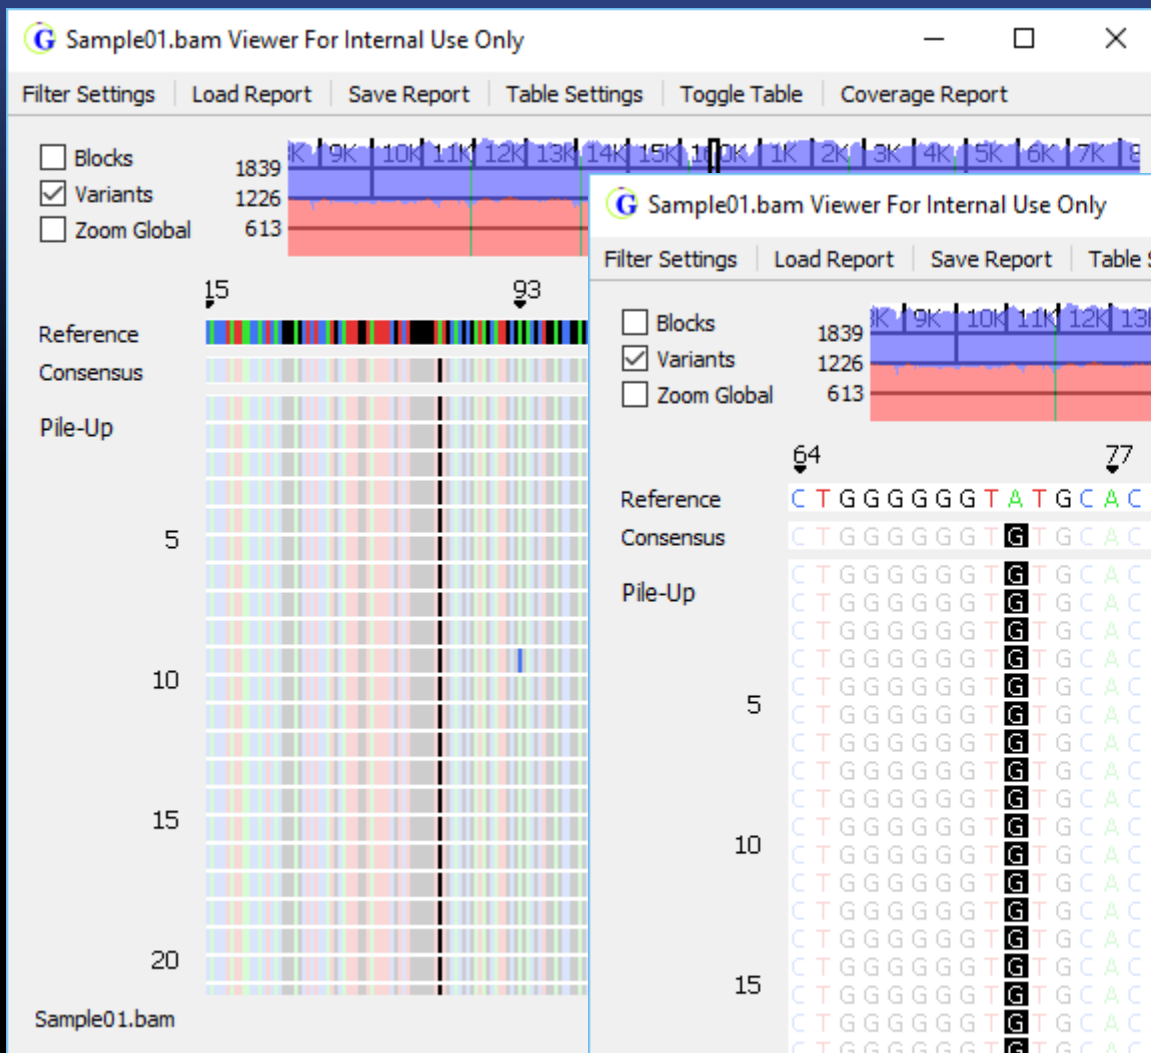 G Sample01.bam Viewer For Internal Use Only
Filter Settings Load Report Save Report Table Settings Toggle Table Coverage Report
Blocks
Variants
Zoom Global
1839
1226
613
9K 10K 11K 12K 13K 14K 15K 1K 2K 3K 4K 5K 6K 7K 8
15 93
Reference
Consensus
Pile-Up
5
10
15
20
Sample01.bam
G Sample01.bam Viewer For Internal Use Only
Filter Settings Load Report Save Report Table S
Blocks
Variants
Zoom Global
1839
1226
613
9K 10K 11K 12K 13
64 77
Reference C T G G G G G G T A T G C A C
Consensus C T G G G G G G T G T G C A C
Pile-Up
C T G G G G G G T G T G C A C
C T G G G G G G T G T G C A C
C T G G G G G G T G T G C A C
C T G G G G G G T G T G C A C
C T G G G G G G T G T G C A C
5
C T G G G G G G T G T G C A C
C T G G G G G G T G T G C A C
C T G G G G G G T G T G C A C
C T G G G G G G T G T G C A C
C T G G G G G G T G T G C A C
10
C T G G G G G G T G T G C A C
C T G G G G G G T G T G C A C
C T G G G G G G T G T G C A C
C T G G G G G G T G T G C A C
C T G G G G G G T G T G C A C
15
C T G G G G G G T G T G C A C
C T G G G G G G T G T G C A C
C T G G G G G G T G T G C A C